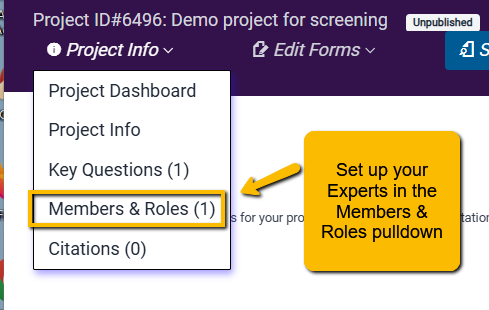 Project ID#6496: Demo project for screening Unpublished
Project Info Edit Forms S
Project Dashboard
Project Info
Key Questions (1)
Members & Roles (1)
Citations (0)
s for your pro
tation
Set up your
Experts in the
Members &
Roles pulldown